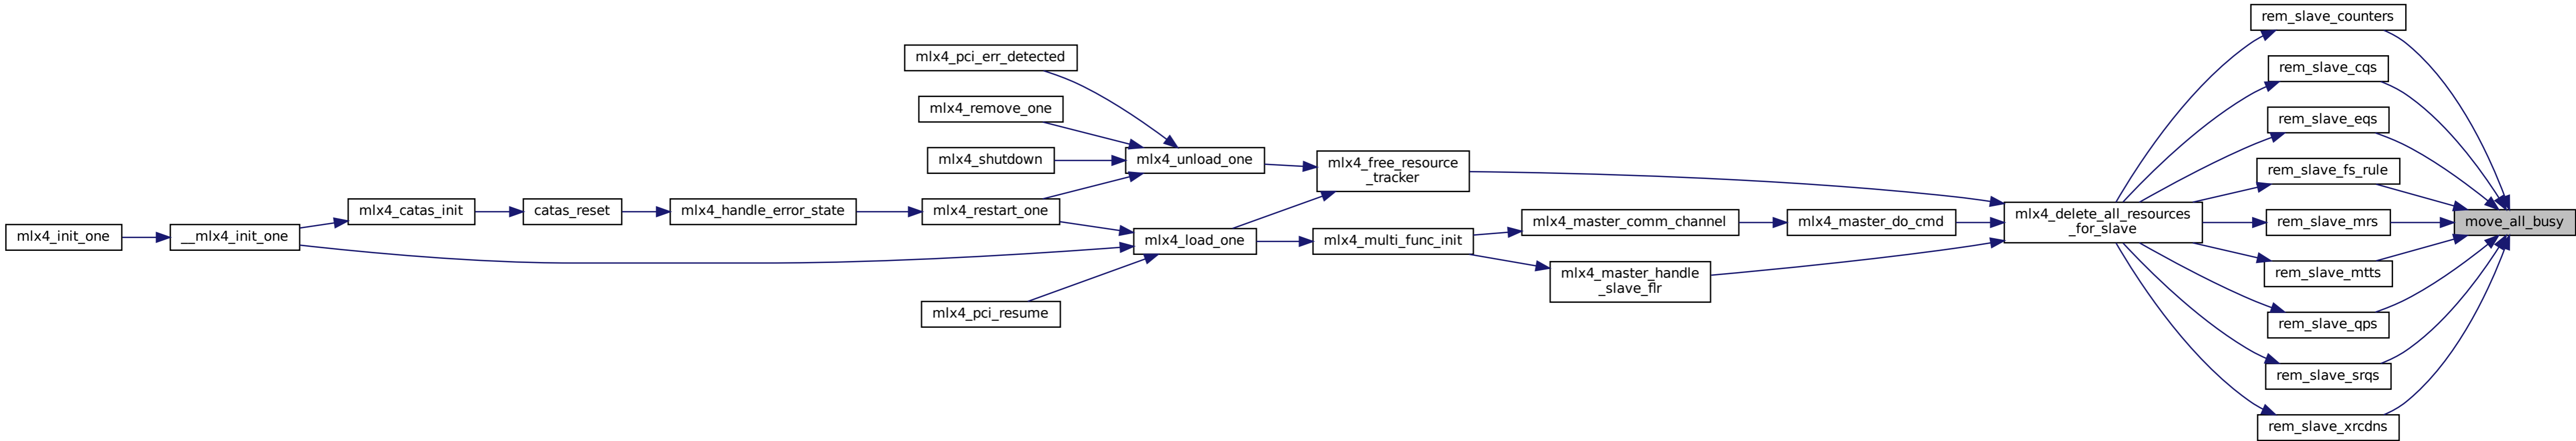 rem_slave_counters
mlx4_pci_err_detected
rem_slave_cqs
mlx4_remove_one
rem_slave_eqs
mlx4_shutdown
mlx4_unload_one
mlx4_free_resource
_tracker
rem_slave_fs_rule
mlx4_init_one
__mlx4_init_one
mlx4_catas_init
catas_reset
mlx4_handle_error_state
mlx4_restart_one
mlx4_load_one
mlx4_multi_func_init
mlx4_master_comm_channel
mlx4_master_do_cmd
mlx4_delete_all_resources
_for_slave
rem_slave_mrs
move_all_busy
mlx4_master_handle
_slave_flr
rem_slave_mtts
mlx4_pci_resume
rem_slave_qps
rem_slave_srqs
rem_slave_xrcdns